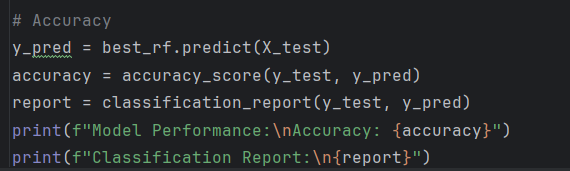 # Accuracy
y_pred = best_rf.predict(X_test)
accuracy = accuracy_score(y_test, y_pred)
report = classification_report(y_test, y_pred)
print(f"Model Performance:\nAccuracy: {accuracy}")
print(f"Classification Report:\n{report}")